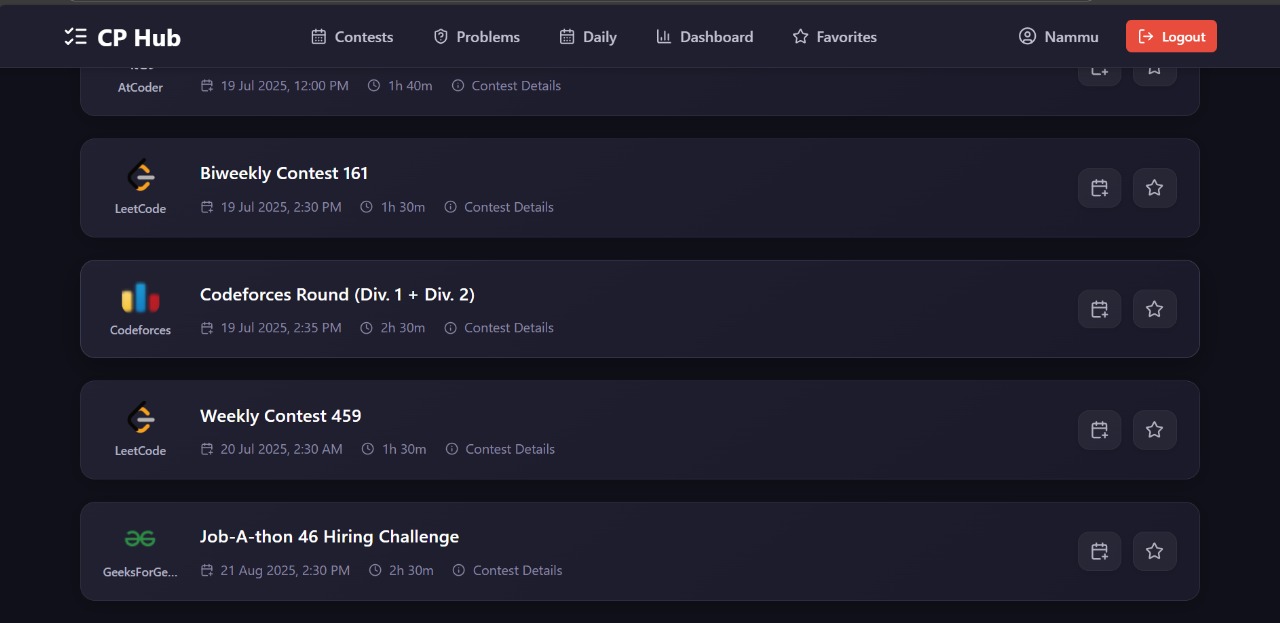 CP Hub Contests Problems Daily Dashboard Favorites Nammu Logout
AtCoder 19 Jul 2025, 12:00 PM 1h 40m Contest Details
Biweekly Contest 161
LeetCode 19 Jul 2025, 2:30 PM 1h 30m Contest Details
Codeforces Round (Div. 1 + Div. 2)
Codeforces 19 Jul 2025, 2:35 PM 2h 30m Contest Details
Weekly Contest 459
LeetCode 20 Jul 2025, 2:30 AM 1h 30m Contest Details
Job-A-thon 46 Hiring Challenge
GeeksForGe... 21 Aug 2025, 2:30 PM 2h 30m Contest Details